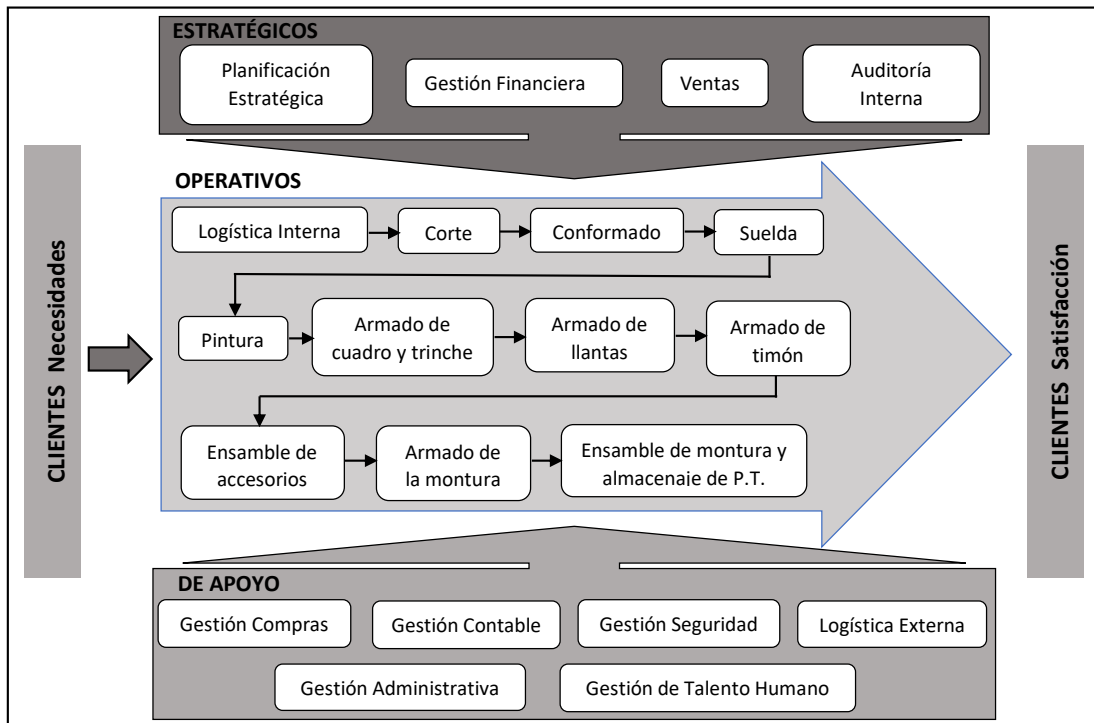 ESTRATÉGICOS
Planificación
Estratégica
Gestión Financiera
Ventas
Auditoría
Interna
CLIENTES Necesidades
OPERATIVOS
Logística Interna
Corte
Conformado
Suelda
Pintura
Armado de
cuadro y trinche
Armado de
llantas
Armado de
timón
Ensamble de
accesorios
Armado de
la montura
Ensamble de montura y
almacenaje de P.T.
CLIENTES Satisfacción
DE APOYO
Gestión Compras
Gestión Contable
Gestión Seguridad
Logística Externa
Gestión Administrativa
Gestión de Talento Humano